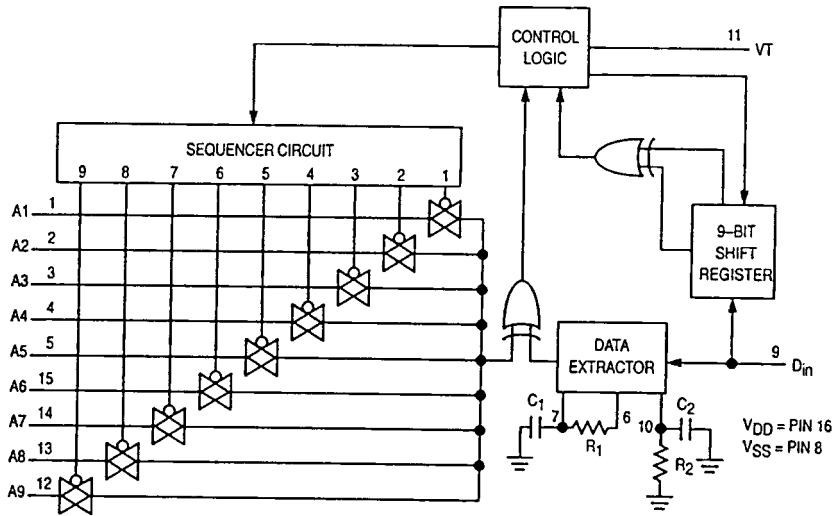 CONTROL
LOGIC
11
VT
SEQUENCER CIRCUIT
9 8 7 6 5 4 3 2 1
A1 1
A2 2
A3 3
A4 4
A5 5
A6 15
A7 14
A8 13
A9 12
9–BIT
SHIFT
REGISTER
DATA
EXTRACTOR
9
Din
C1 7 6 10 C2
R1
R2
VDD = PIN 16
VSS = PIN 8